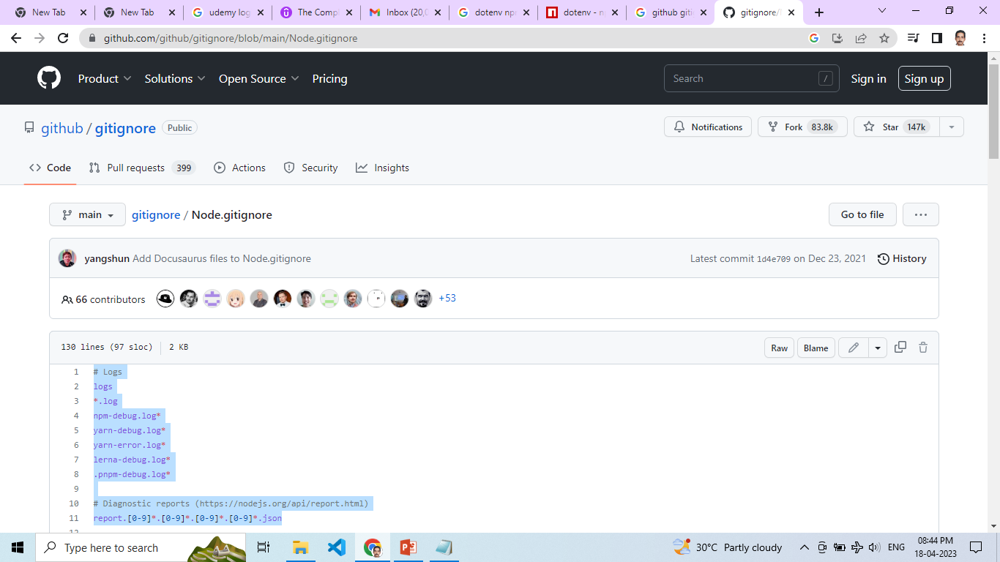 New Tab
New Tab
udemy log
The Compl
Inbox (20,0
dotenv npr
dotenv - np
github giti
gitignore/N
github.com/github/gitignore/blob/main/Node.gitignore
Product
Solutions
Open Source
Pricing
Search
/
Sign in
Sign up
github / gitignore
Public
Notifications
Fork 83.8k
Star 147k
Code
Pull requests 399
Actions
Security
Insights
main
gitignore / Node.gitignore
Go to file
yangshun Add Docusaurus files to Node.gitignore
Latest commit 1d4e709 on Dec 23, 2021
History
66 contributors
+53
130 lines (97 sloc)
2 KB
Raw
Blame
1 # Logs
2 logs
3 *.log
4 npm-debug.log*
5 yarn-debug.log*
6 yarn-error.log*
7 lerna-debug.log*
8 .pnpm-debug.log*
9
10 # Diagnostic reports (https://nodejs.org/api/report.html)
11 report.[0-9]*.[0-9]*.[0-9]*.[0-9]*.json
12
Type here to search
30°C Partly cloudy
ENG
08:44 PM
18-04-2023